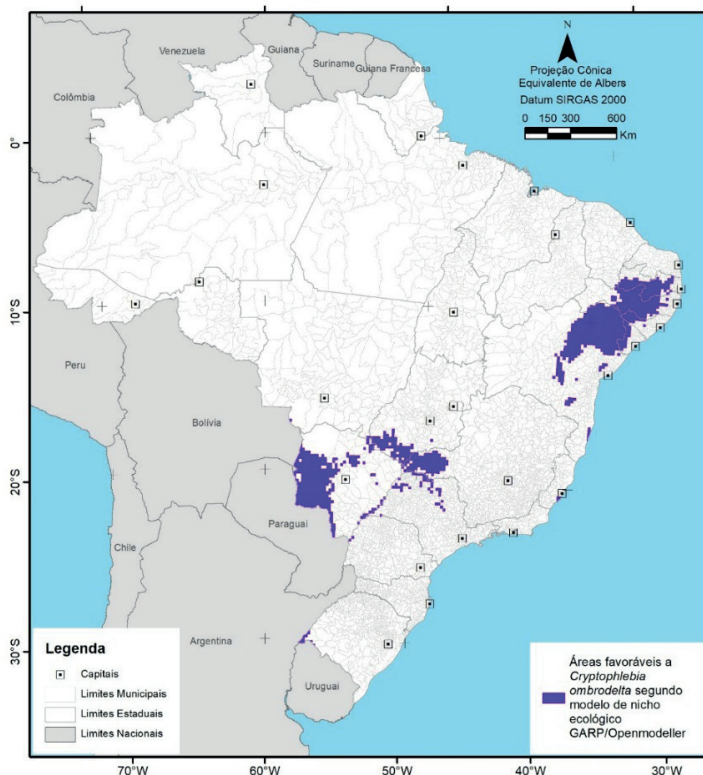 Venezuela
Guiana
Suriname
Guiana Francesa
Colômbia
N
Projeção Cônica
Equivalente de Albers
Datum SIRGAS 2000
0 150 300 600
Km
0°
10°S
Peru
Bolívia
20°S
Paraguai
Chile
Argentina
30°S
Uruguai
Legenda
Capitais
Limites Municipais
Limites Estaduais
Limites Nacionais
Áreas favoráveis a
Cryptophlebia
ombrodelta segundo
modelo de nicho
ecológico
GARP/Openmodeller
70°W 60°W 50°W 40°W 30°W